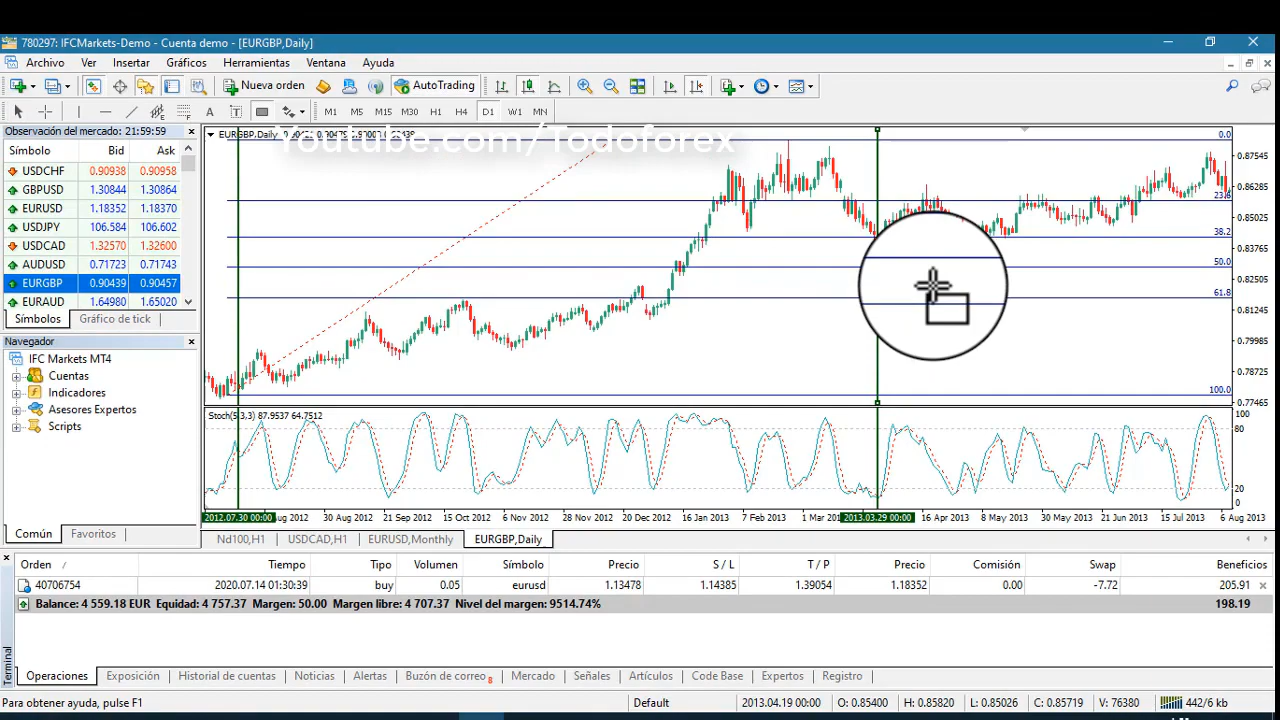 780297: IFCMarkets-Demo - Cuenta demo - [EURGBP,Daily]
Archivo Ver Insertar Gráficos Herramientas Ventana Ayuda
Nueva orden AutoTrading
A T M1 M5 M15 M30 H1 H4 D1 W1 MN
Observación del mercado: 21:59:59
Símbolo Bid Ask
USDCHF 0.90938 0.90958
GBPUSD 1.30844 1.30864
EURUSD 1.18352 1.18370
USDJPY 106.584 106.602
USDCAD 1.32570 1.32600
AUDUSD 0.71723 0.71743
EURGBP 0.90439 0.90457
EURAUD 1.64980 1.65020
Símbolos Gráfico de tick
Navegador
IFC Markets MT4
Cuentas
Indicadores
Asesores Expertos
Scripts
Común Favoritos
EURGBP,Daily
Youtube.com/Todoforex
0.0
23.6
38.2
50.0
61.8
100.0
0.87545
0.86285
0.85025
0.83765
0.82505
0.81245
0.79985
0.78725
0.77465
Stoch(5,3,3) 87.9537 64.7512
100
80
20
0
2012.07.30 00:00 ug 2012 30 Aug 2012 21 Sep 2012 15 Oct 2012 6 Nov 2012 28 Nov 2012 20 Dec 2012 16 Jan 2013 7 Feb 2013 1 Mar 2013.03.29 00:00 16 Apr 2013 8 May 2013 30 May 2013 21 Jun 2013 15 Jul 2013 6 Aug 2013
Nd100,H1 USDCAD,H1 EURUSD,Monthly EURGBP,Daily
Orden / Tiempo Tipo Volumen Símbolo Precio S / L T / P Precio Comisión Swap Beneficios
40706754 2020.07.14 01:30:39 buy 0.05 eurusd 1.13478 1.14385 1.39054 1.18352 0.00 -7.72 205.91
Balance: 4 559.18 EUR Equidad: 4 757.37 Margen: 50.00 Margen libre: 4 707.37 Nivel del margen: 9514.74% 198.19
Terminal
Operaciones Exposición Historial de cuentas Noticias Alertas Buzón de correo 8 Mercado Señales Artículos Code Base Expertos Registro
Para obtener ayuda, pulse F1 Default 2013.04.19 00:00 O: 0.85400 H: 0.85820 L: 0.85026 C: 0.85719 V: 76380 442/6 kb